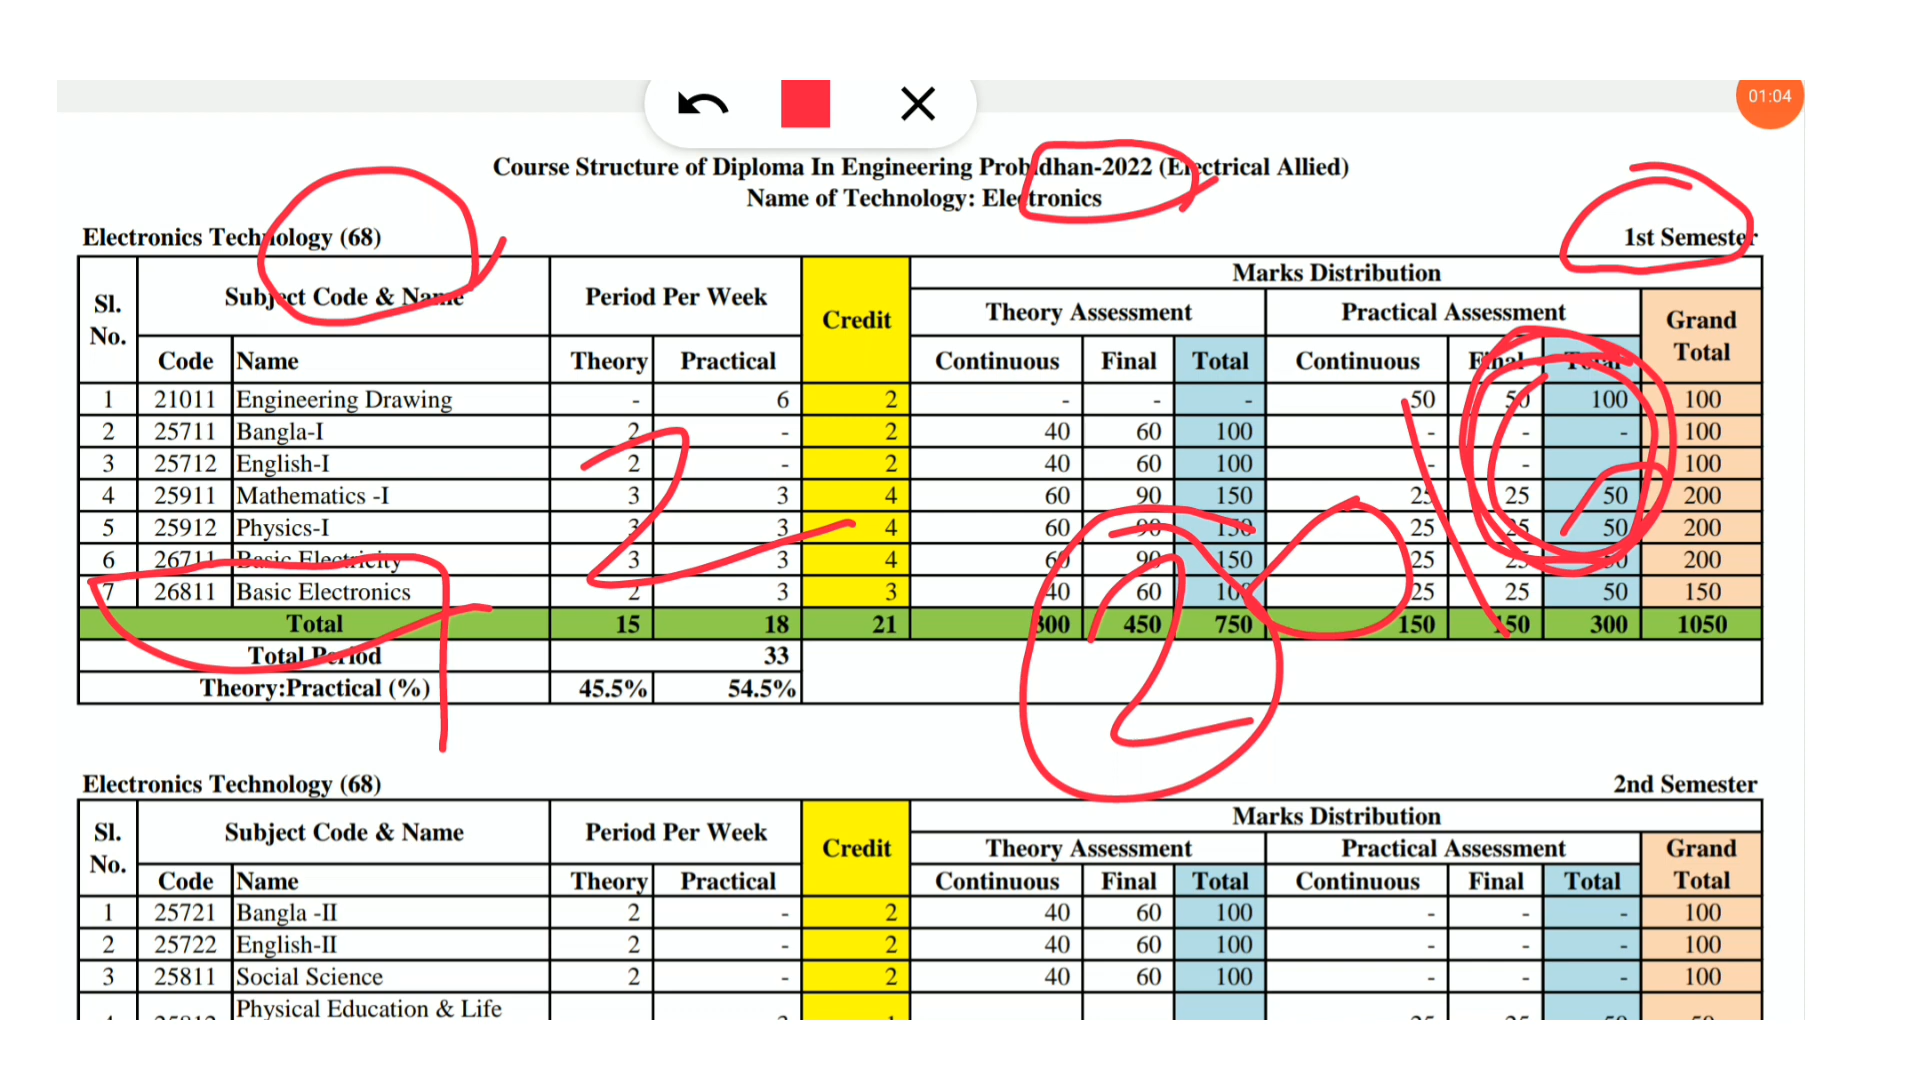 01:04
Course Structure of Diploma In Engineering Probidhan-2022 (Electrical Allied)
Name of Technology: Electronics
Electronics Technology (68) 1st Semester
Sl. No. Subject Code & Name Period Per Week Credit Marks Distribution
Theory Assessment Practical Assessment Grand Total
Code Name Theory Practical Continuous Final Total Continuous Final Total
1 21011 Engineering Drawing - 6 2 - - - 50 50 100 100
2 25711 Bangla-I 2 - 2 40 60 100 - - - 100
3 25712 English-I 2 - 2 40 60 100 - - 100
4 25911 Mathematics -I 3 3 4 60 90 150 25 25 50 200
5 25912 Physics-I 3 3 4 60 90 150 25 25 50 200
6 26711 Basic Electricity 3 3 4 60 90 150 25 25 50 200
7 26811 Basic Electronics 2 3 3 40 60 100 25 25 50 150
Total 15 18 21 300 450 750 150 150 300 1050
Total Period 33
Theory:Practical (%) 45.5% 54.5%
Electronics Technology (68) 2nd Semester
Sl. No. Subject Code & Name Period Per Week Credit Marks Distribution
Theory Assessment Practical Assessment Grand Total
Code Name Theory Practical Continuous Final Total Continuous Final Total
1 25721 Bangla -II 2 - 2 40 60 100 - - - 100
2 25722 English-II 2 - 2 40 60 100 - - - 100
3 25811 Social Science 2 - 2 40 60 100 - - - 100
Physical Education & Life